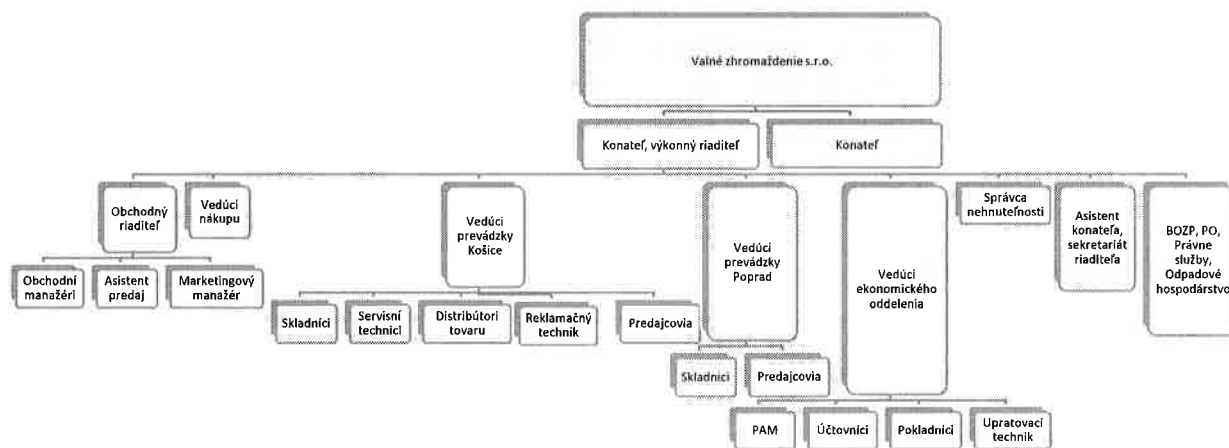 Valné zhromaždenie s.r.o.
Konateľ, výkonný riaditeľ
Konateľ
Obchodný
riaditeľ
Vedúci
nákupu
Vedúci
prevádzky
Košice
Vedúci
prevádzky
Poprad
Vedúci
ekonomického
oddelenia
Správca
nehnuteľnosti
Asistent
konateľa,
sekretariát
riaditeľa
BOZP, PO,
Právne
služby,
Odpadové
hospodárstvo
Obchodní
manažéri
Asistent
predaj
Marketingový
manažér
Skladníci
Servisní
technici
Distribútori
tovaru
Reklamačný
technik
Predajcovia
Skladníci
Predajcovia
PAM
Účtovníci
Pokladníci
Upratovací
technik